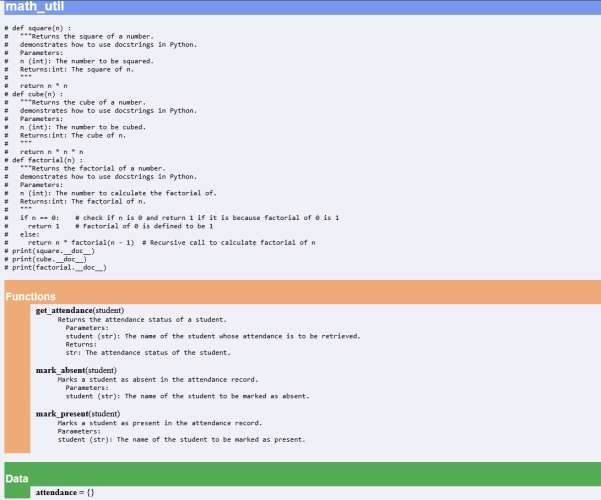 math_util
# def square(n) :
#   """Returns the square of a number.
#   demonstrates how to use docstrings in Python.
#   Parameters:
#   n (int): The number to be squared.
#   Returns:int: The square of n.
#   """
#   return n * n
# def cube(n) :
#   """Returns the cube of a number.
#   demonstrates how to use docstrings in Python.
#   Parameters:
#   n (int): The number to be cubed.
#   Returns:int: The cube of n.
#   """
#   return n * n * n
# def factorial(n) :
#   """Returns the factorial of a number.
#   demonstrates how to use docstrings in Python.
#   Parameters:
#   n (int): The number to calculate the factorial of.
#   Returns:int: The factorial of n.
#   """
#   if n == 0:    # check if n is 0 and return 1 if it is because factorial of 0 is 1
#     return 1    # Factorial of 0 is defined to be 1
#   else:
#     return n * factorial(n - 1)  # Recursive call to calculate factorial of n
# print(square.__doc__)
# print(cube.__doc__)
# print(factorial.__doc__)
Functions
get_attendance(student)
Returns the attendance status of a student.
Parameters:
student (str): The name of the student whose attendance is to be retrieved.
Returns:
str: The attendance status of the student.
mark_absent(student)
Marks a student as absent in the attendance record.
Parameters:
student (str): The name of the student to be marked as absent.
mark_present(student)
Marks a student as present in the attendance record.
Parameters:
student (str): The name of the student to be marked as present.
Data
attendance = {}